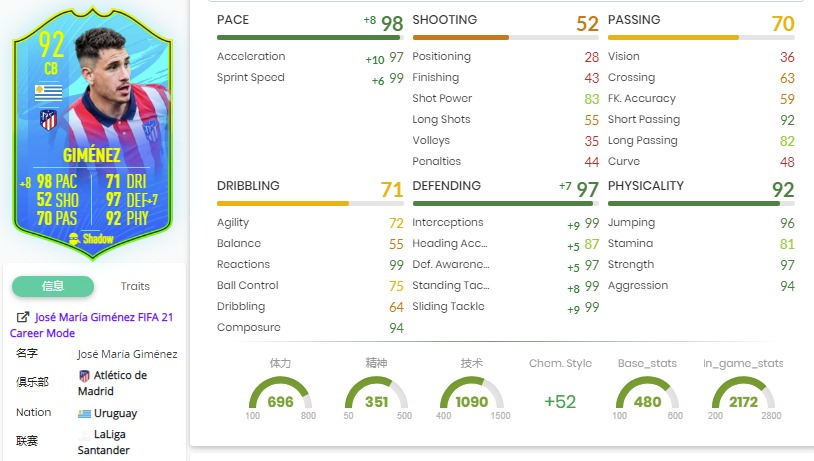 92
CB
GIMÉNEZ
+8 98 PAC 71 DRI
52 SHO 97 DEF+7
70 PAS 92 PHY
Shadow
信息 Traits
José María Giménez FIFA 21
Career Mode
名字 José María Giménez
俱乐部 Atlético de
Madrid
Nation Uruguay
联赛 LaLiga
Santander
PACE +8 98
Acceleration +10 97
Sprint Speed +6 99
SHOOTING 52
Positioning 28
Finishing 43
Shot Power 83
Long Shots 55
Volleys 35
Penalties 44
PASSING 70
Vision 36
Crossing 63
FK. Accuracy 59
Short Passing 92
Long Passing 82
Curve 48
DRIBBLING 71
Agility 72
Balance 55
Reactions 99
Ball Control 75
Dribbling 64
Composure 94
DEFENDING +7 97
Interceptions +9 99
Heading Acc... +5 87
Def. Awarene... +5 97
Standing Tac... +8 99
Sliding Tackle +9 99
PHYSICALITY 92
Jumping 96
Stamina 81
Strength 97
Aggression 94
体力
696
100 800
精神
351
50 500
技术
1090
400 1500
Chem. Style
+52
Base_stats
480
100 600
In_game_stats
2172
200 2800